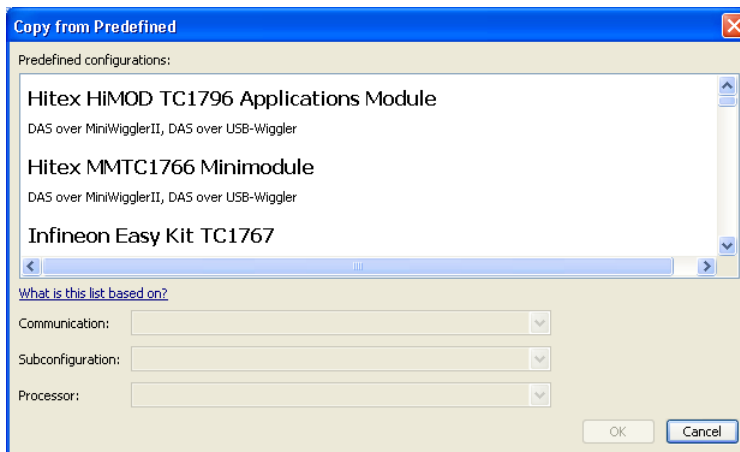 Copy from Predefined
Predefined configurations:
Hitex HiMOD TC1796 Applications Module
DAS over MiniWigglerII, DAS over USB-Wiggler
Hitex MMTC1766 Minimodule
DAS over MiniWigglerII, DAS over USB-Wiggler
Infineon Easy Kit TC1767
What is this list based on?
Communication:
Subconfiguration:
Processor:
OK Cancel